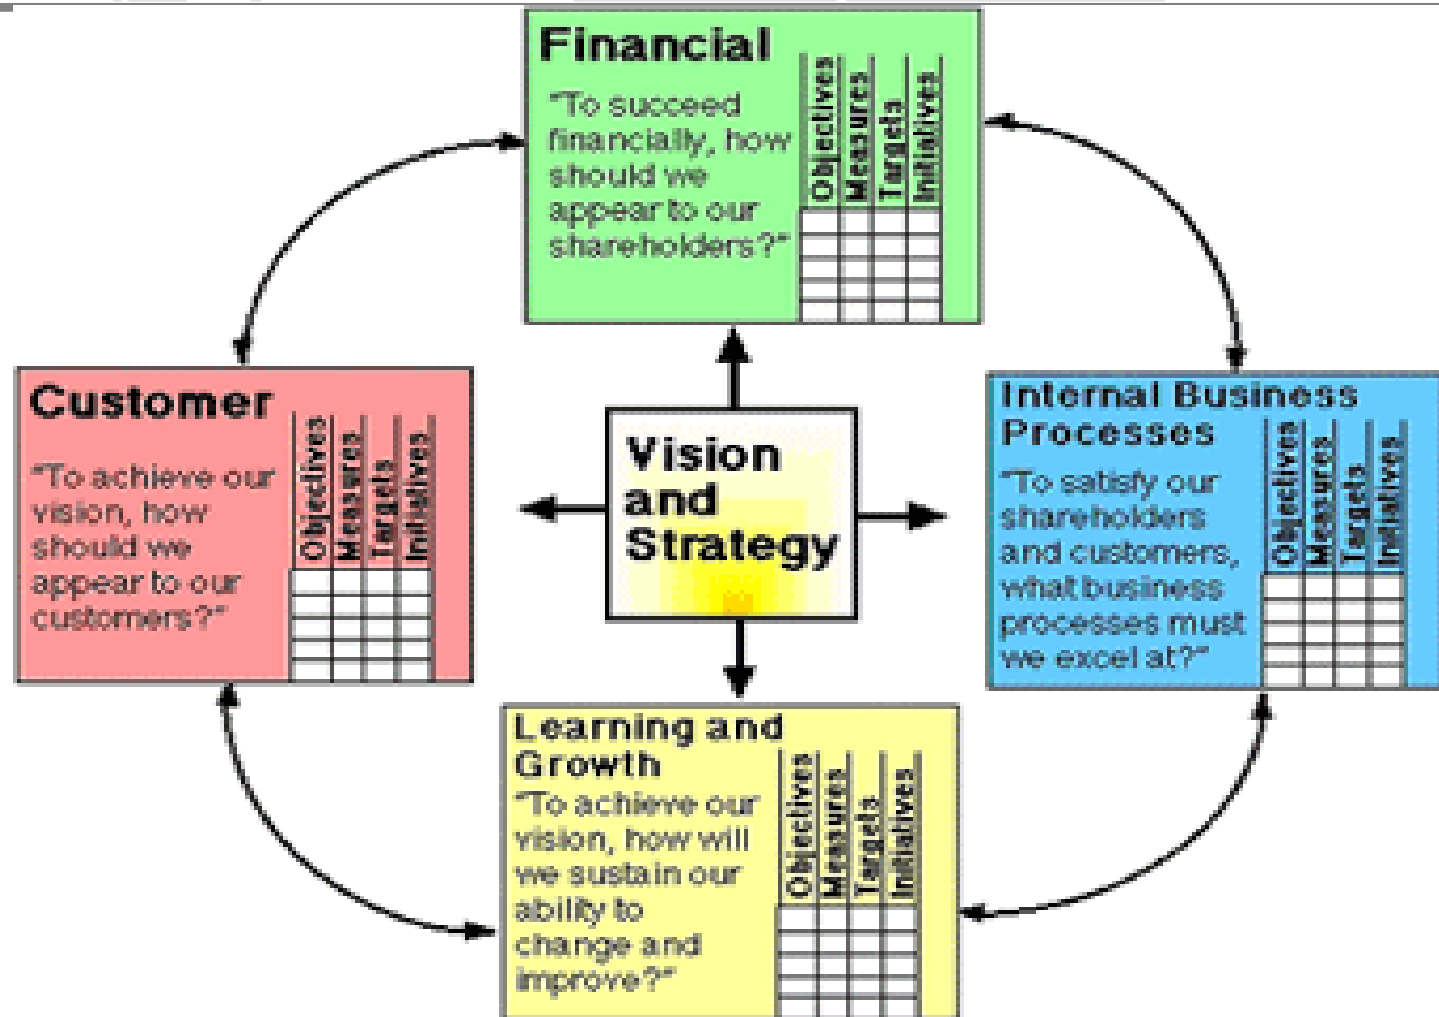 Financial
"To succeed
financially, how
should we
appear to our
shareholders?"
Objectives
Measures
Targets
Initiatives
Customer
"To achieve our
vision, how
should we
appear to our
customers?"
Objectives
Measures
Targets
Initiatives
Vision
and
Strategy
Internal Business
Processes
"To satisfy our
shareholders
and customers,
what business
processes must
we excel at?"
Objectives
Measures
Targets
Initiatives
Learning and
Growth
"To achieve our
vision, how will
we sustain our
ability to
change and
improve?"
Objectives
Measures
Targets
Initiatives